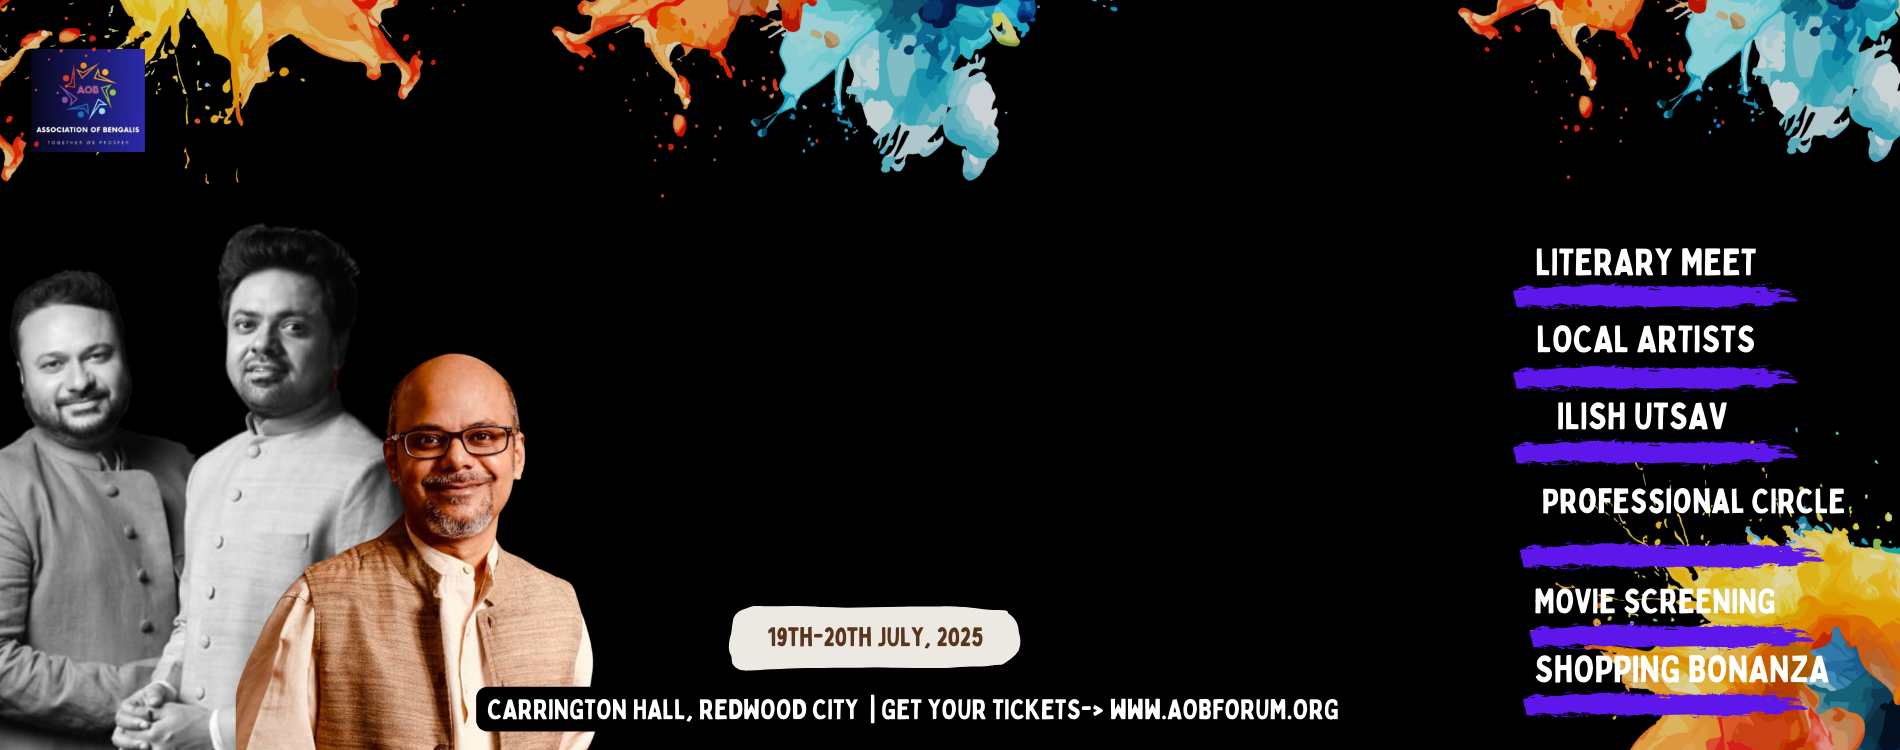 AOB
ASSOCIATION OF BENGALIS
TOGETHER WE PROSPER
LITERARY MEET
LOCAL ARTISTS
ILISH UTSAV
PROFESSIONAL CIRCLE
MOVIE SCREENING
SHOPPING BONANZA
19TH-20TH JULY, 2025
CARRINGTON HALL, REDWOOD CITY | GET YOUR TICKETS-> WWW.AOBFORUM.ORG